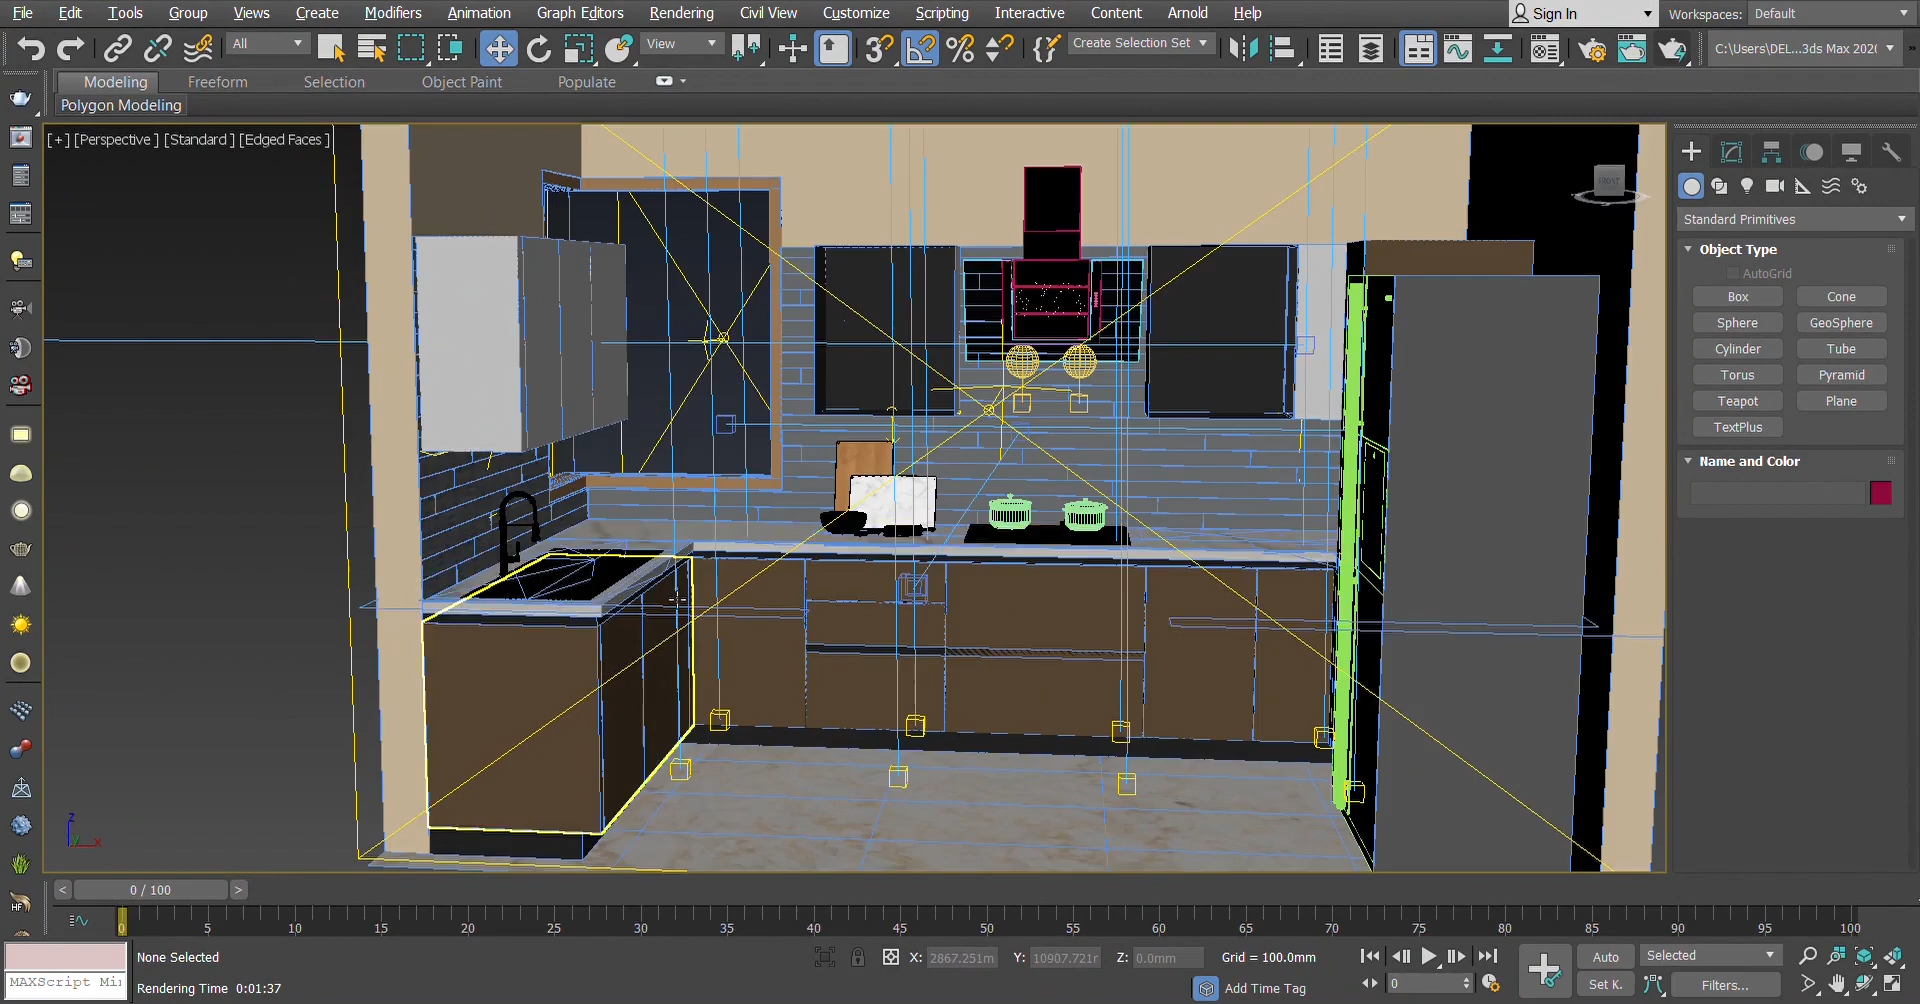 File Edit Tools Group Views Create Modifiers Animation Graph Editors Rendering Civil View Customize Scripting Interactive Content Arnold Help Sign In Workspaces: Default
All View Create Selection Set C:\Users\DEL...3ds Max 202(
Modeling Freeform Selection Object Paint Populate
Polygon Modeling
[+] [Perspective ] [Standard ] [Edged Faces ]
FRONT
Standard Primitives
Object Type
AutoGrid
Box Cone
Sphere GeoSphere
Cylinder Tube
Torus Pyramid
Teapot Plane
TextPlus
Name and Color
z
x
HF
< 0 / 100 >
0 5 10 15 20 25 30 35 40 45 50 55 60 65 70 75 80 85 90 95 100
None Selected X: 2867.251m Y: 10907.721r Z: 0.0mm Grid = 100.0mm Auto Selected
MAXScript Mi
Rendering Time 0:01:37 Add Time Tag 0 Set K. Filters...